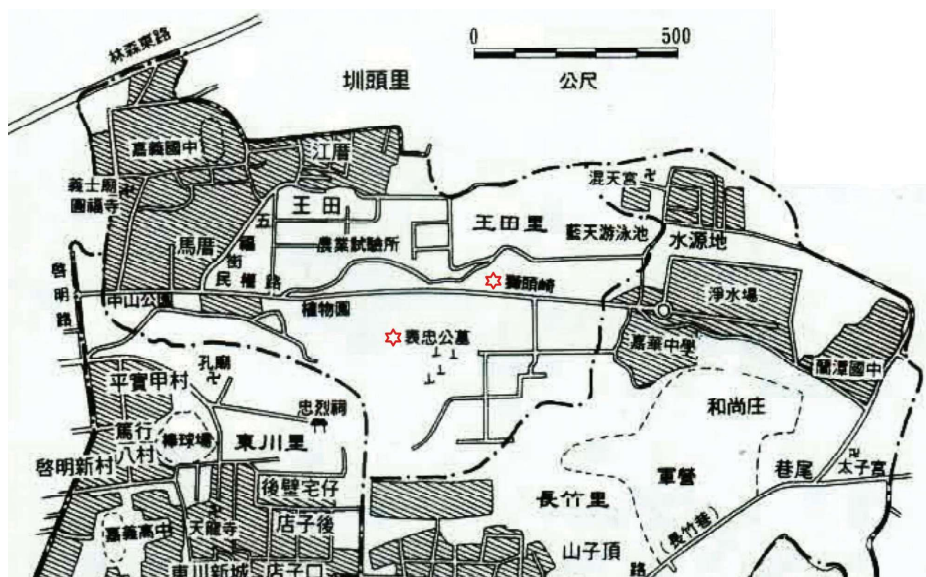 0 500
公尺
林森東路
圳頭里
嘉義國中
江厝
混天宮
義士廟
圓福寺
王田
王田里
五福街
農業試驗所
藍天游泳池
水源地
馬厝
啓明路
民權路
獅頭崎
中山公園
植物園
淨水場
褒忠公墓
嘉華中學
蘭潭國中
孔廟
平實甲村
忠烈祠
和尚庄
篤行八村
棒球場
東川里
啓明新村
後壁宅仔
軍營
巷尾
太子宮
長竹里
店子後
嘉義高中
天龍寺
(長竹巷)
山子頂
路
東川新城
店子口